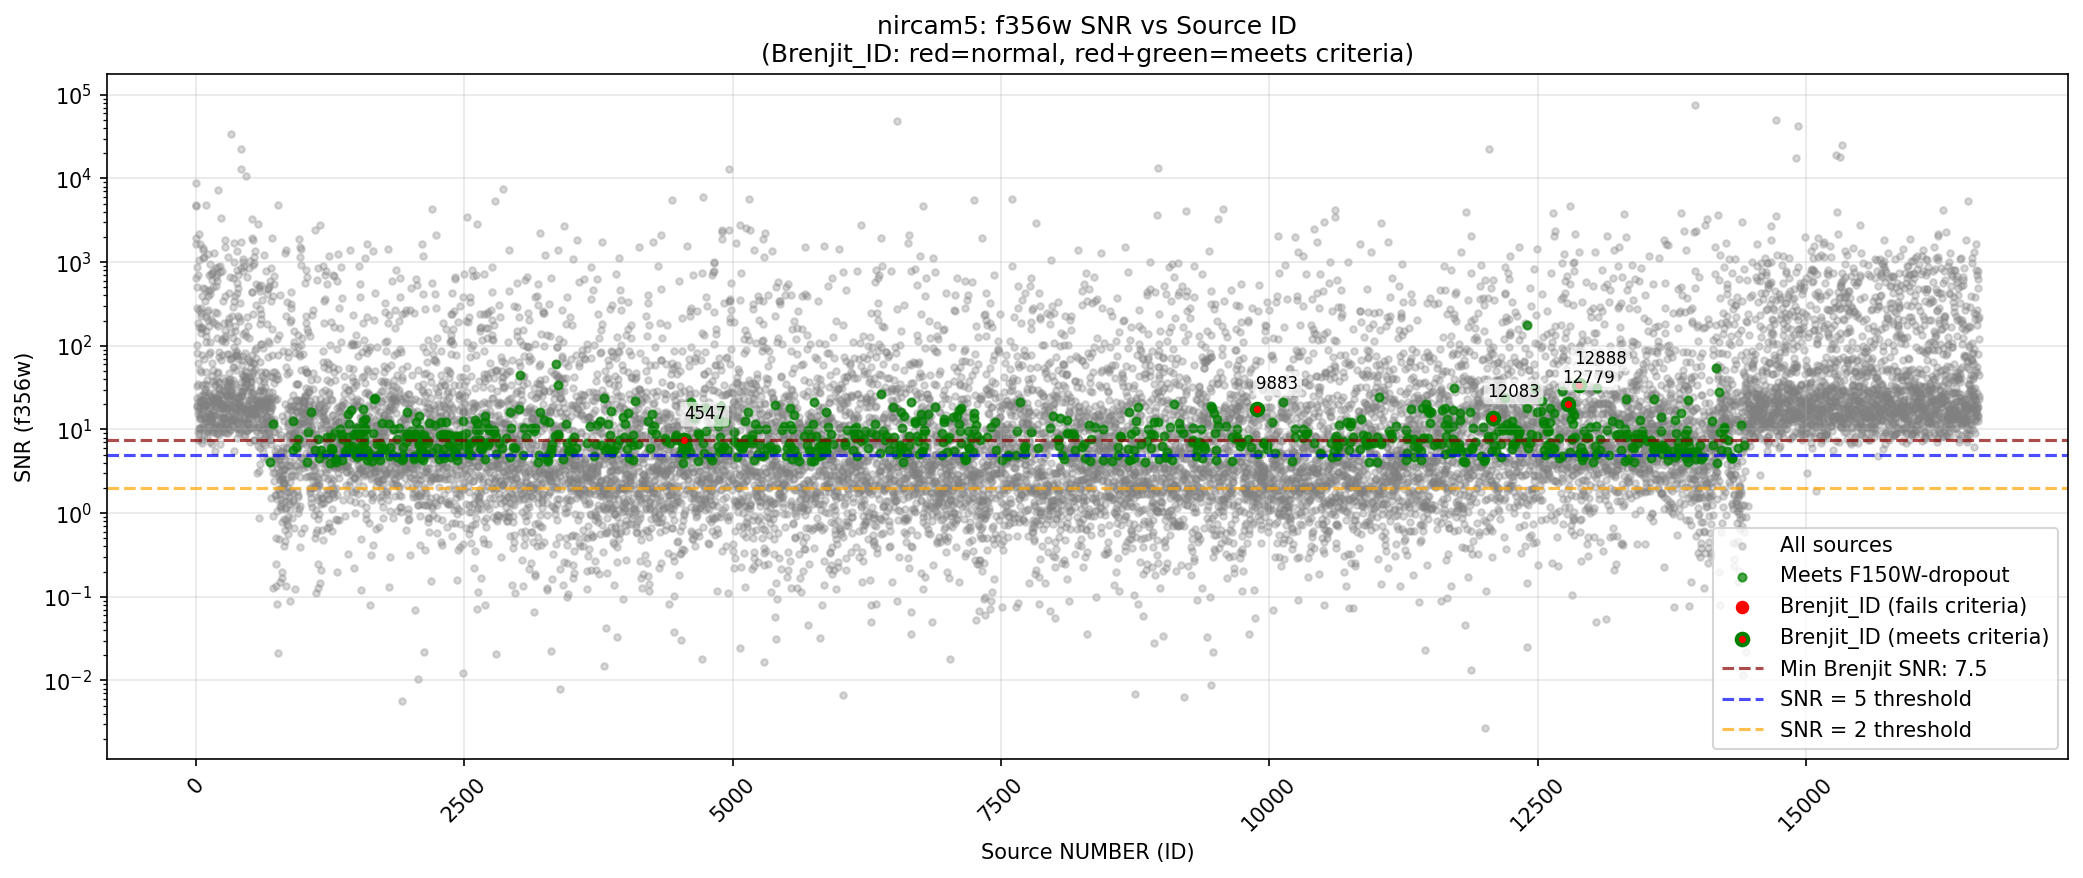 nircam5: f356w SNR vs Source ID
(Brenjit_ID: red=normal, red+green=meets criteria)
SNR (f356w)
10^5
10^4
10^3
10^2
10^1
10^0
10^-1
10^-2
12888
12779
9883
12083
4547
All sources
Meets F150W-dropout
Brenjit_ID (fails criteria)
Brenjit_ID (meets criteria)
Min Brenjit SNR: 7.5
SNR = 5 threshold
SNR = 2 threshold
0
2500
5000
7500
10000
12500
15000
Source NUMBER (ID)